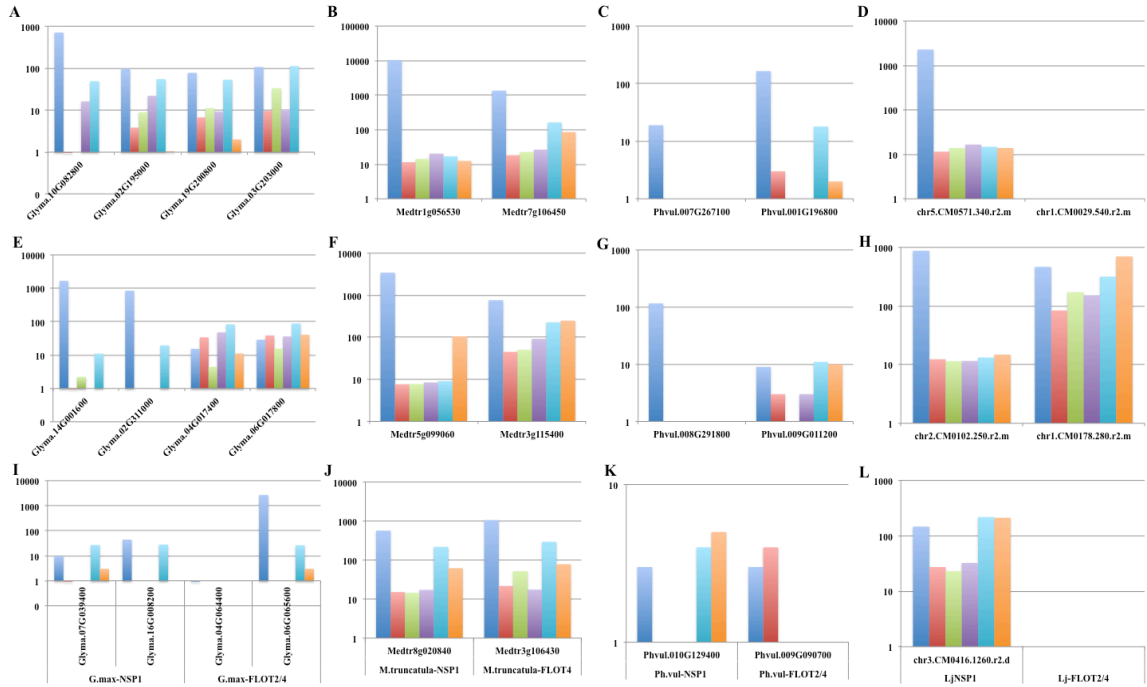 A
1000
100
10
1
0
Glyma.10G082800
Glyma.02G195000
Glyma.19G200800
Glyma.03G203000
B
100000
10000
1000
100
10
1
Medtr1g056530
Medtr7g106450
C
1000
100
10
1
Phvul.007G267100
Phvul.001G196800
D
10000
1000
100
10
1
chr5.CM0571.340.r2.m
chr1.CM0029.540.r2.m
E
10000
1000
100
10
1
0
Glyma.14G001600
Glyma.02G311000
Glyma.04G017400
Glyma.06G017800
F
10000
1000
100
10
1
Medtr5g099060
Medtr3g115400
G
1000
100
10
1
Phvul.008G291800
Phvul.009G011200
H
1000
100
10
1
chr2.CM0102.250.r2.m
chr1.CM0178.280.r2.m
I
10000
1000
100
10
1
0
Glyma.07G039400
Glyma.16G008200
Glyma.04G064400
Glyma.06G065600
G.max-NSP1
G.max-FLOT2/4
J
10000
1000
100
10
1
Medtr8g020840
Medtr3g106430
M.truncatula-NSP1
M.truncatula-FLOT4
K
10
1
Phvul.010G129400
Phvul.009G090700
Ph.vul-NSP1
Ph.vul-FLOT2/4
L
1000
100
10
1
chr3.CM0416.1260.r2.d
LjNSP1
Lj-FLOT2/4